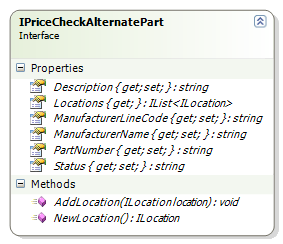 IPriceCheckAlternatePart
Interface
Properties
Description { get; set; } : string
Locations { get; } : IList<ILocation>
ManufacturerLineCode { get; set; } : string
ManufacturerName { get; set; } : string
PartNumber { get; set; } : string
Status { get; set; } : string
Methods
AddLocation(ILocation location) : void
NewLocation() : ILocation